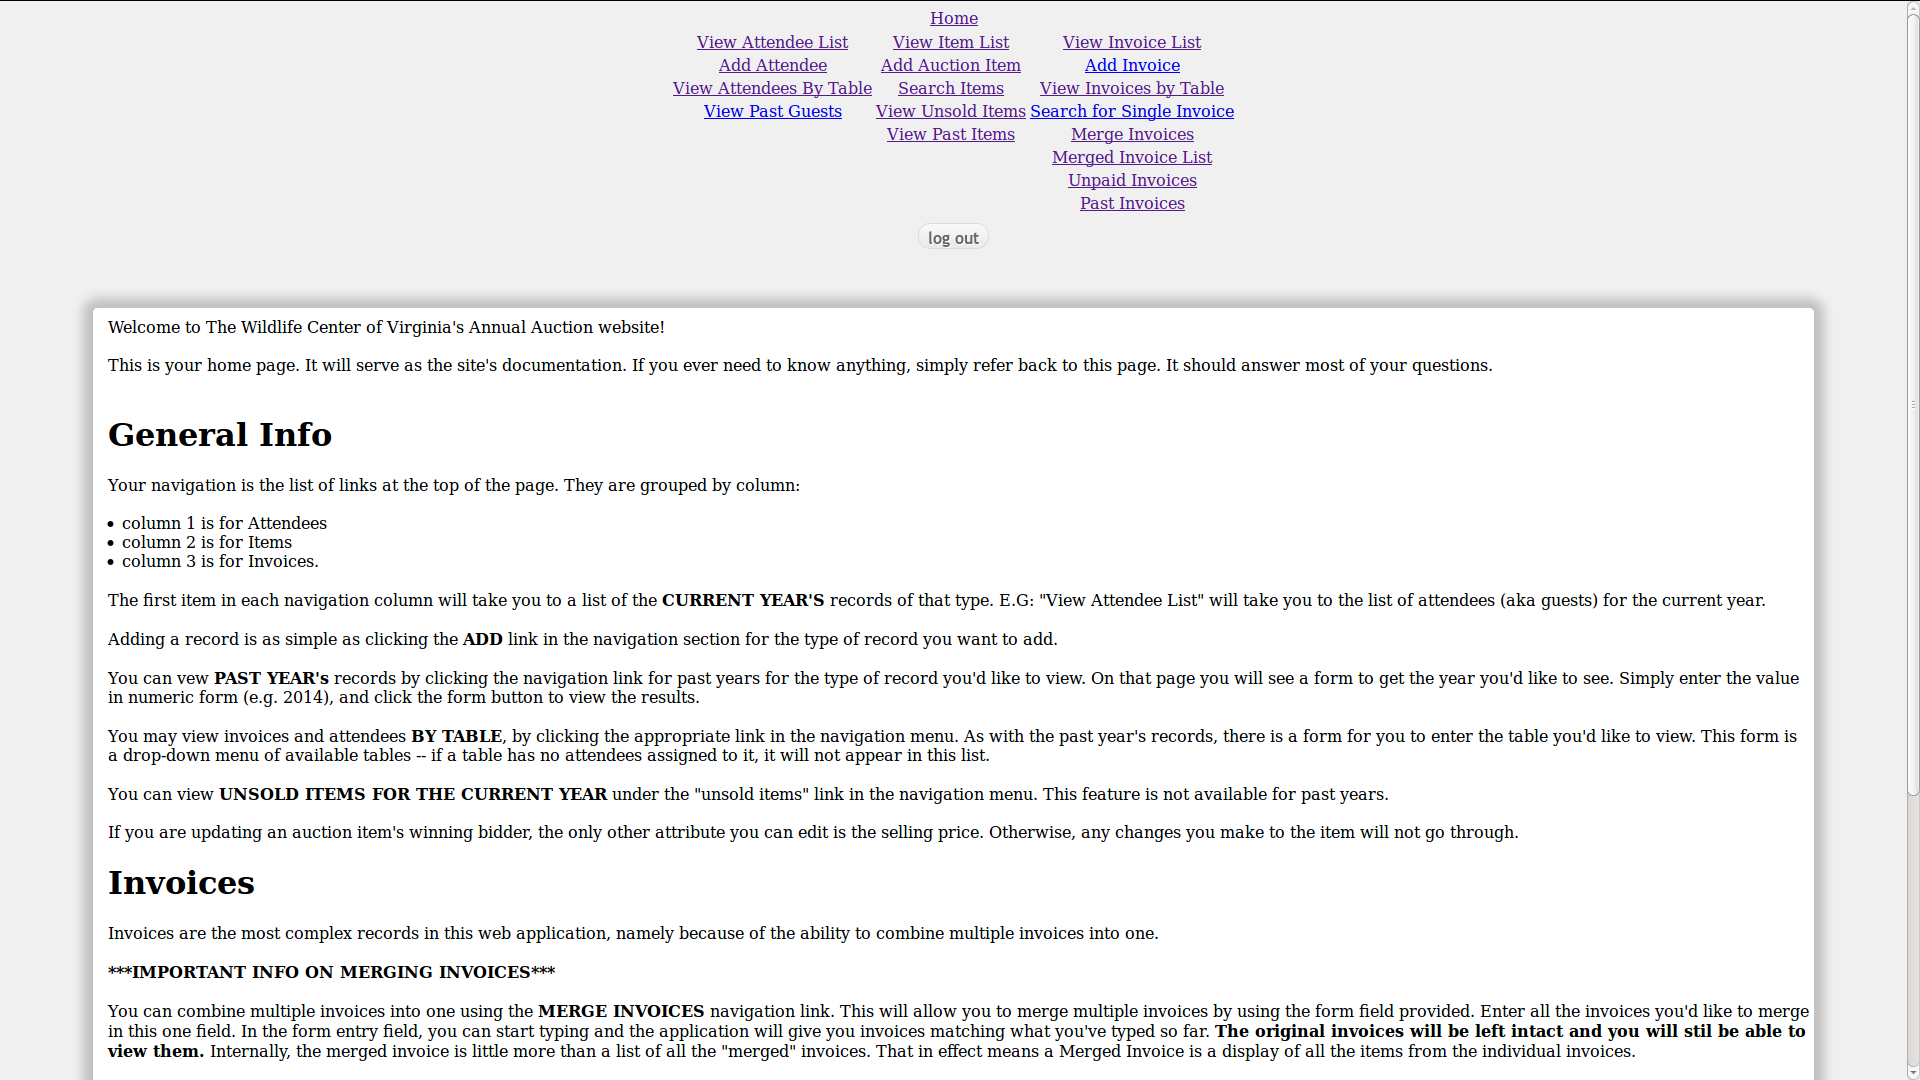 Home
View Attendee List View Item List View Invoice List
Add Attendee Add Auction Item Add Invoice
View Attendees By Table Search Items View Invoices by Table
View Past Guests View Unsold Items Search for Single Invoice
View Past Items Merge Invoices
Merged Invoice List
Unpaid Invoices
Past Invoices
log out
Welcome to The Wildlife Center of Virginia's Annual Auction website!
This is your home page. It will serve as the site's documentation. If you ever need to know anything, simply refer back to this page. It should answer most of your questions.
General Info
Your navigation is the list of links at the top of the page. They are grouped by column:
• column 1 is for Attendees
• column 2 is for Items
• column 3 is for Invoices.
The first item in each navigation column will take you to a list of the CURRENT YEAR'S records of that type. E.G: "View Attendee List" will take you to the list of attendees (aka guests) for the current year.
Adding a record is as simple as clicking the ADD link in the navigation section for the type of record you want to add.
You can vew PAST YEAR's records by clicking the navigation link for past years for the type of record you'd like to view. On that page you will see a form to get the year you'd like to see. Simply enter the value
in numeric form (e.g. 2014), and click the form button to view the results.
You may view invoices and attendees BY TABLE, by clicking the appropriate link in the navigation menu. As with the past year's records, there is a form for you to enter the table you'd like to view. This form is
a drop-down menu of available tables -- if a table has no attendees assigned to it, it will not appear in this list.
You can view UNSOLD ITEMS FOR THE CURRENT YEAR under the "unsold items" link in the navigation menu. This feature is not available for past years.
If you are updating an auction item's winning bidder, the only other attribute you can edit is the selling price. Otherwise, any changes you make to the item will not go through.
Invoices
Invoices are the most complex records in this web application, namely because of the ability to combine multiple invoices into one.
***IMPORTANT INFO ON MERGING INVOICES***
You can combine multiple invoices into one using the MERGE INVOICES navigation link. This will allow you to merge multiple invoices by using the form field provided. Enter all the invoices you'd like to merge
in this one field. In the form entry field, you can start typing and the application will give you invoices matching what you've typed so far. The original invoices will be left intact and you will stil be able to
view them. Internally, the merged invoice is little more than a list of all the "merged" invoices. That in effect means a Merged Invoice is a display of all the items from the individual invoices.